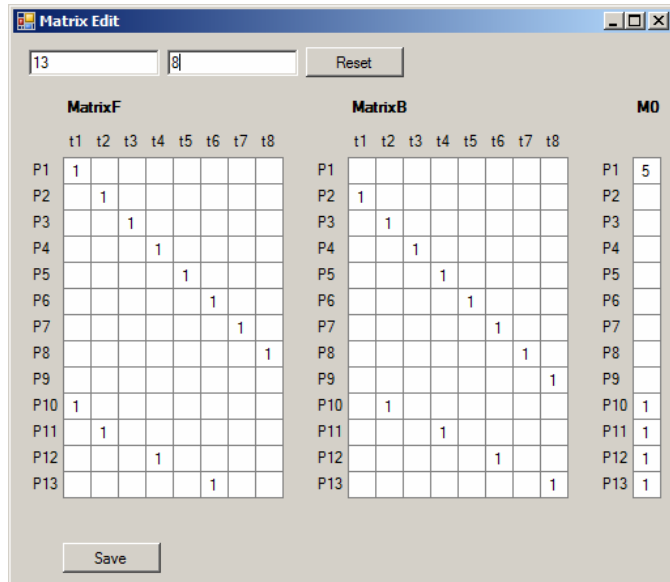 Matrix Edit
13 8 Reset
MatrixF MatrixB M0
t1 t2 t3 t4 t5 t6 t7 t8 t1 t2 t3 t4 t5 t6 t7 t8
P1 1 P1 P1 5
P2 1 P2 1 P2
P3 1 P3 1 P3
P4 1 P4 1 P4
P5 1 P5 1 P5
P6 1 P6 1 P6
P7 1 P7 1 P7
P8 1 P8 1 P8
P9 P9 1 P9
P10 1 P10 1 P10 1
P11 1 P11 1 P11 1
P12 1 P12 1 P12 1
P13 1 P13 1 P13 1
Save